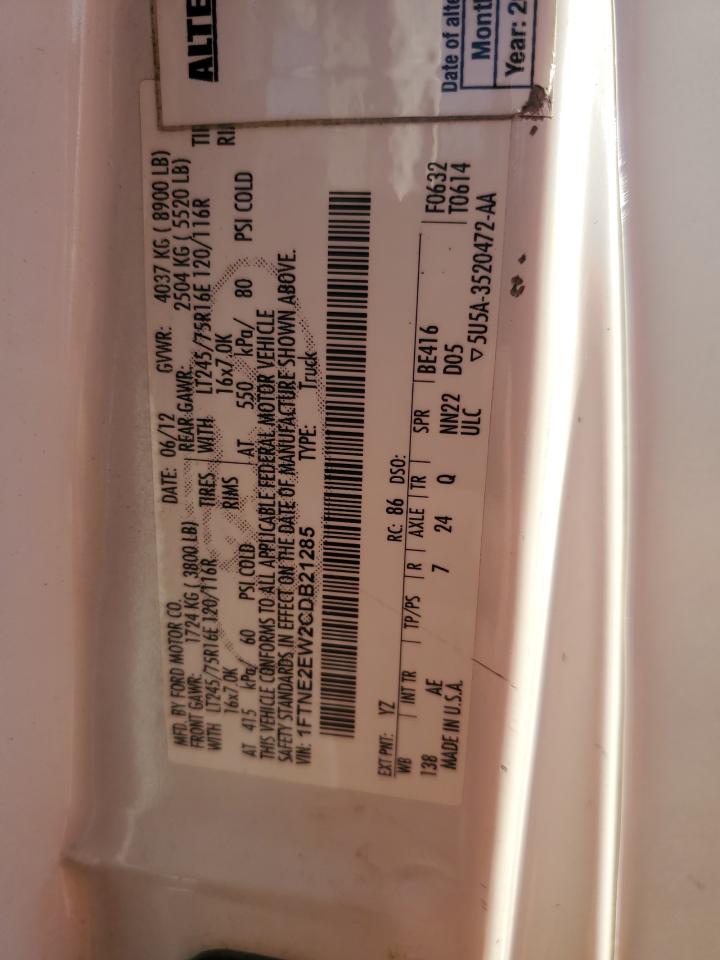 ALTE
Date of alte
Month
Year: 2
MFD. BY FORD MOTOR CO.
DATE: 06/12 GVWR: 4037 KG ( 8900 LB)
FRONT GAWR: 1724 KG ( 3800 LB) REAR GAWR: 2504 KG ( 5520 LB)
WITH LT245/75R16E 120/116R TIRES WITH LT245/75R16E 120/116R TIR
16x7.0K RIMS 16x7.0K RI
AT 415 kPa/ 60 PSI COLD AT 550 kPa/ 80 PSI COLD
THIS VEHICLE CONFORMS TO ALL APPLICABLE FEDERAL MOTOR VEHICLE
SAFETY STANDARDS IN EFFECT ON THE DATE OF MANUFACTURE SHOWN ABOVE.
VIN: 1FTNE2EW2CDB21285 TYPE: Truck
EXT PNT: YZ RC: 86 DSO: F0632
WB INT TR TP/PS R AXLE TR SPR BE416 T0614
138 AE 7 24 Q NN22 D05
MADE IN U.S.A. ULC ▽5U5A-3520472-AA